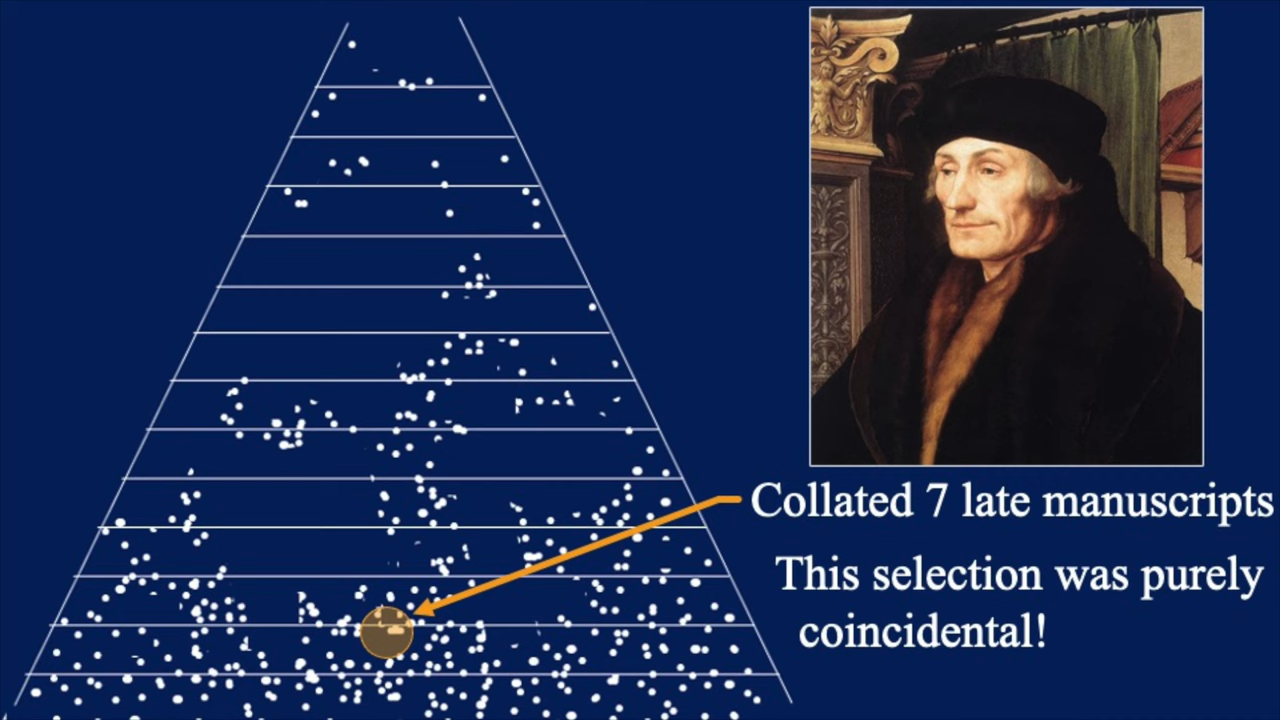 Collated 7 late manuscripts
This selection was purely
coincidental!